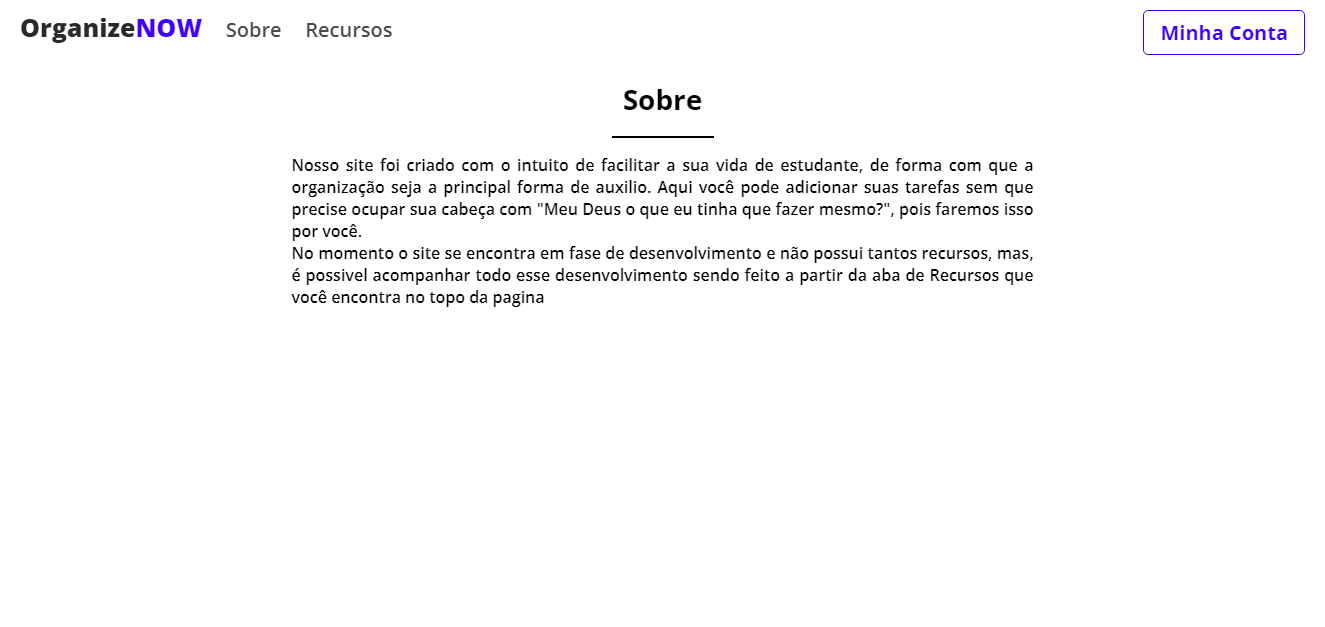 OrganizeNOW Sobre Recursos Minha Conta
Sobre
Nosso site foi criado com o intuito de facilitar a sua vida de estudante, de forma com que a
organização seja a principal forma de auxilio. Aqui você pode adicionar suas tarefas sem que
precise ocupar sua cabeça com "Meu Deus o que eu tinha que fazer mesmo?", pois faremos isso
por você.
No momento o site se encontra em fase de desenvolvimento e não possui tantos recursos, mas,
é possivel acompanhar todo esse desenvolvimento sendo feito a partir da aba de Recursos que
você encontra no topo da pagina